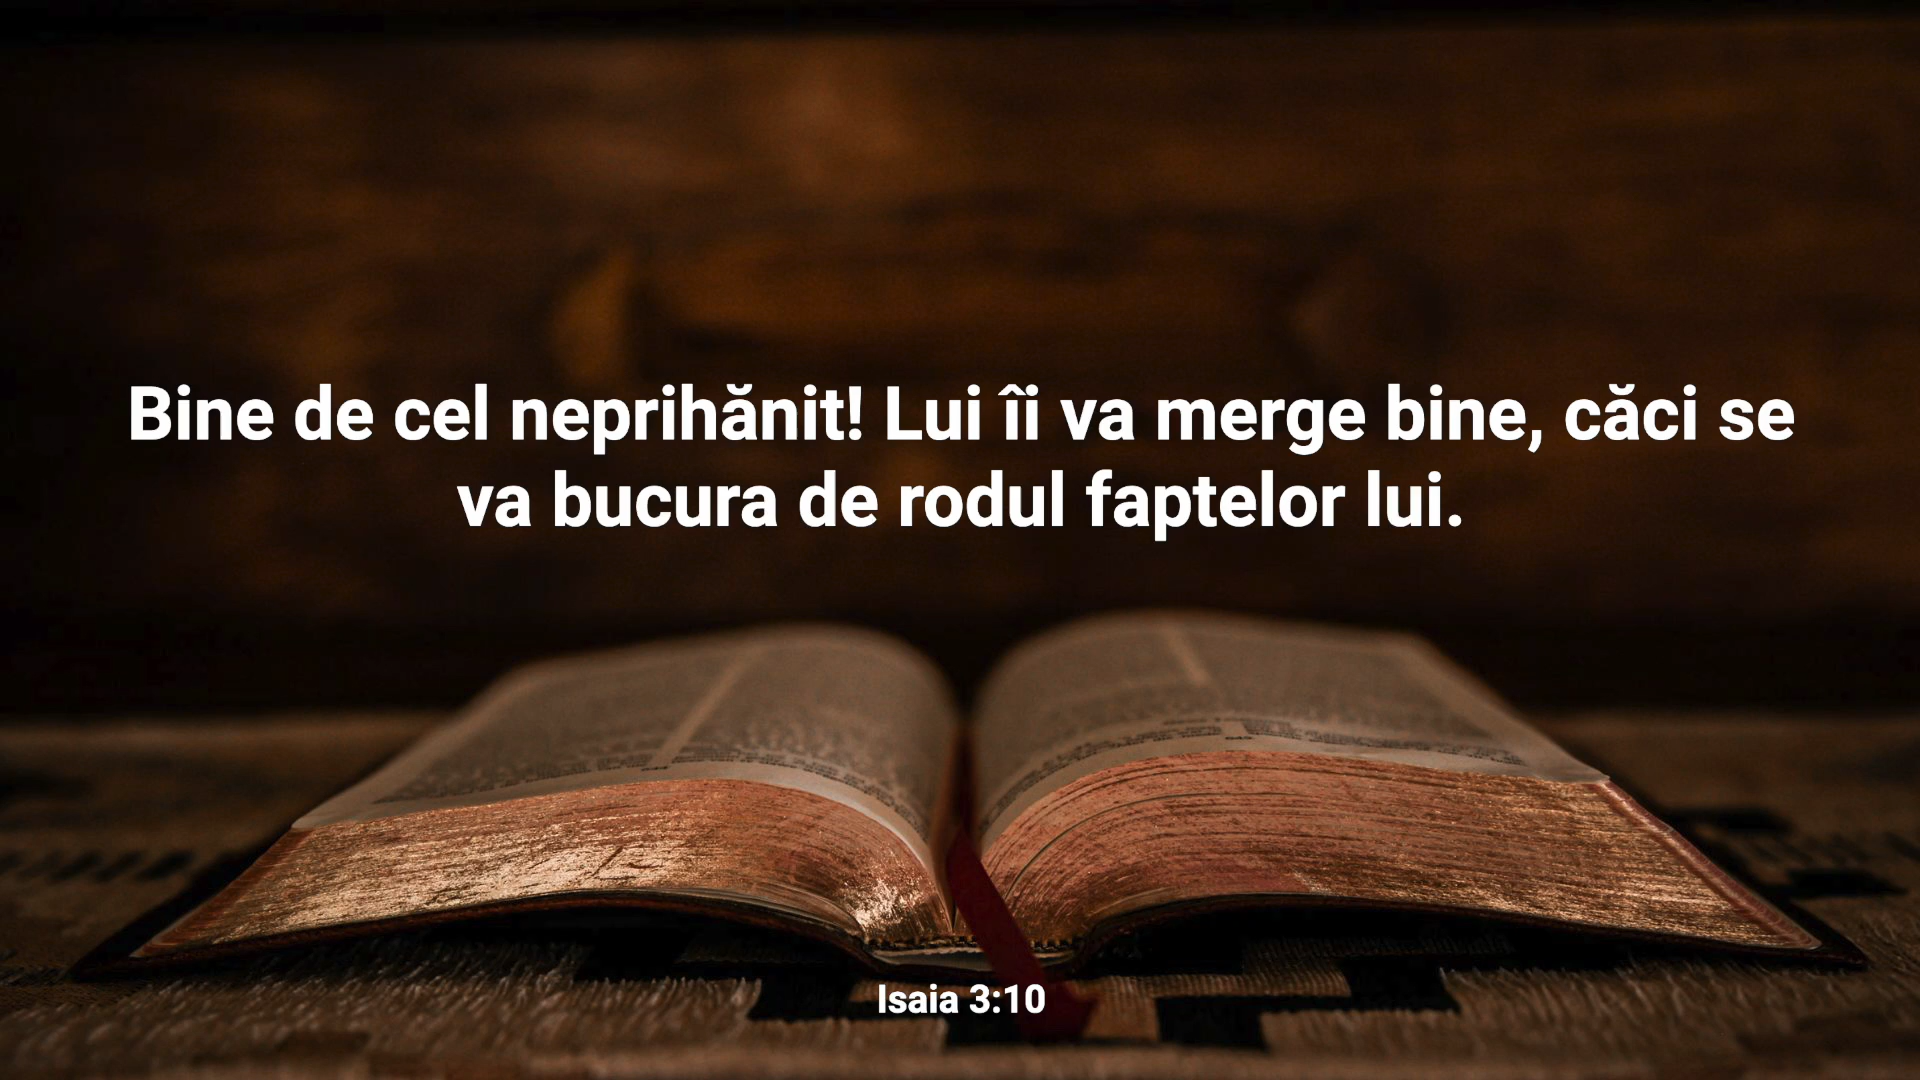 Bine de cel neprihănit! Lui îi va merge bine, căci se
va bucura de rodul faptelor lui.
Isaia 3:10